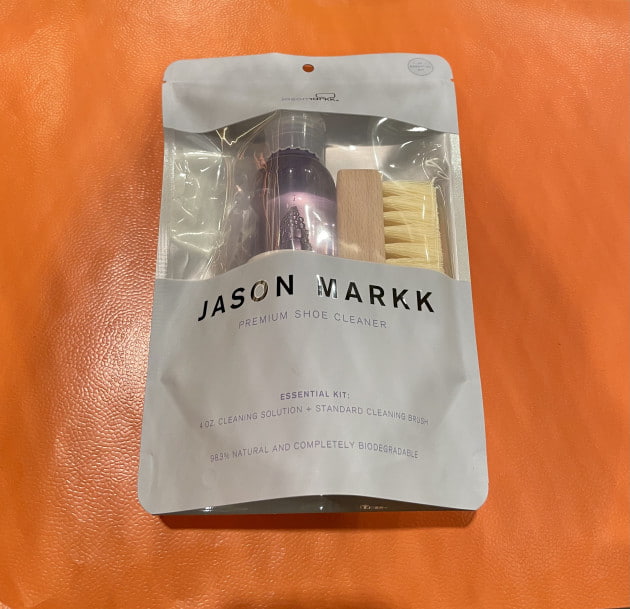 jasonmarkk
JASON MARKK
PREMIUM SHOE CLEANER
ESSENTIAL KIT:
4 OZ. CLEANING SOLUTION + STANDARD CLEANING BRUSH
98.3% NATURAL AND COMPLETELY BIODEGRADABLE